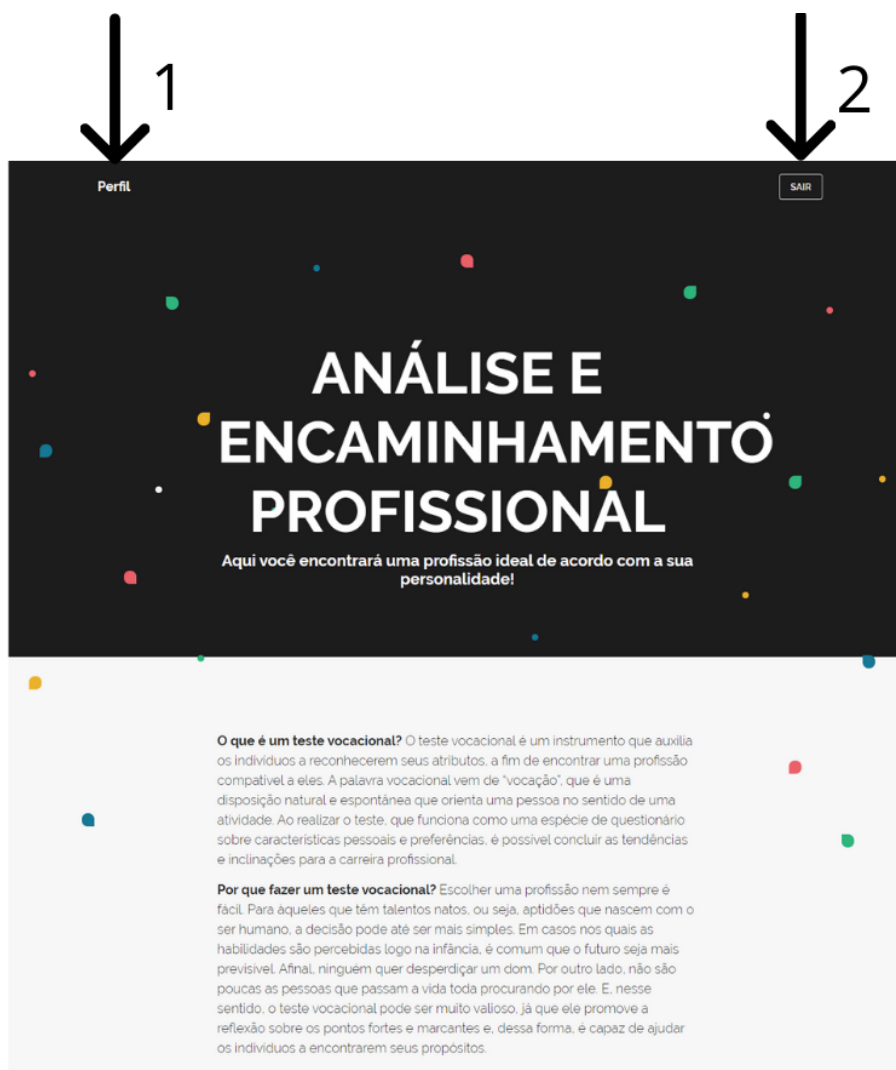 1
2
Perfil
SAIR
ANÁLISE E
ENCAMINHAMENTO
PROFISSIONAL
Aqui você encontrará uma profissão ideal de acordo com a sua
personalidade!
O que é um teste vocacional? O teste vocacional é um instrumento que auxilia
os indivíduos a reconhecerem seus atributos, a fim de encontrar uma profissão
compatível a eles. A palavra vocacional vem de “vocação”, que é uma
disposição natural e espontânea que orienta uma pessoa no sentido de uma
atividade. Ao realizar o teste, que funciona como uma espécie de questionário
sobre características pessoais e preferências, é possível concluir as tendências
e inclinações para a carreira profissional.
Por que fazer um teste vocacional? Escolher uma profissão nem sempre é
fácil. Para àqueles que têm talentos natos, ou seja, aptidões que nascem com o
ser humano, a decisão pode até ser mais simples. Em casos nos quais as
habilidades são percebidas logo na infância, é comum que o futuro seja mais
previsível. Afinal, ninguém quer desperdiçar um dom. Por outro lado, não são
poucas as pessoas que passam a vida toda procurando por ele. E, nesse
sentido, o teste vocacional pode ser muito valioso, já que ele promove a
reflexão sobre os pontos fortes e marcantes e, dessa forma, é capaz de ajudar
os indivíduos a encontrarem seus propósitos.